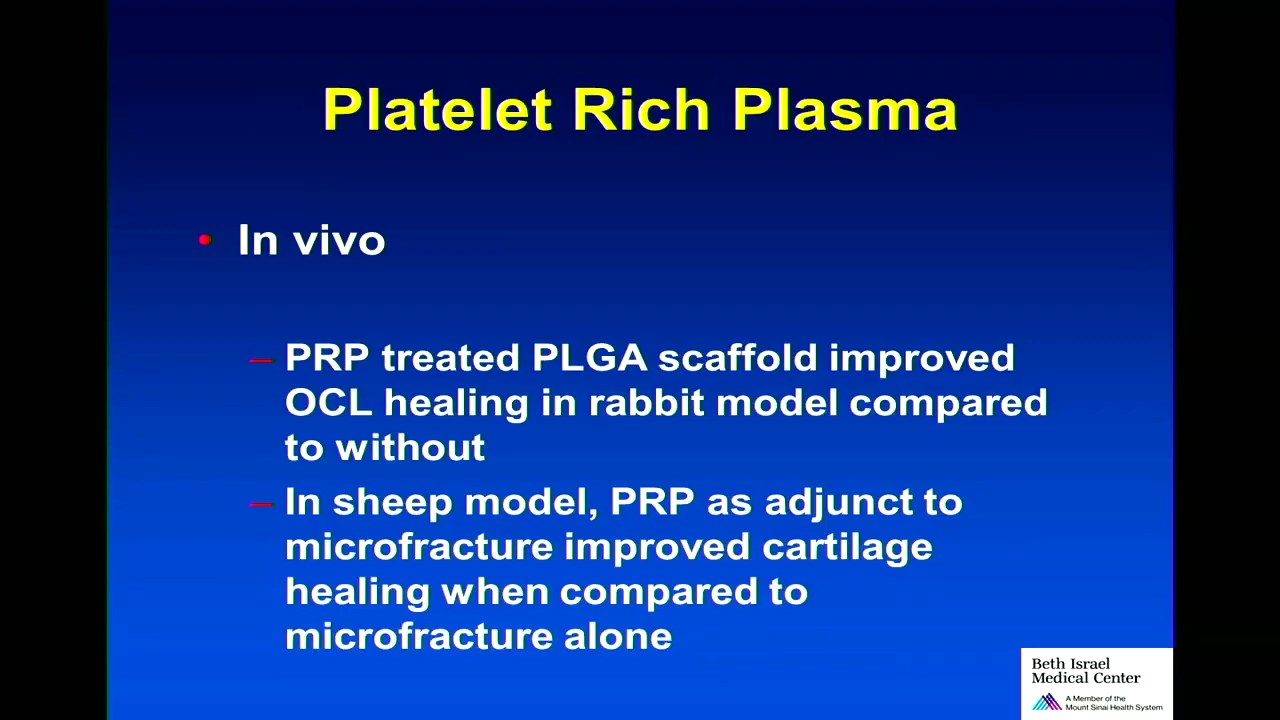 Platelet Rich Plasma
• In vivo
– PRP treated PLGA scaffold improved
OCL healing in rabbit model compared
to without
– In sheep model, PRP as adjunct to
microfracture improved cartilage
healing when compared to
microfracture alone
Beth Israel
Medical Center
A Member of the
Mount Sinai Health System